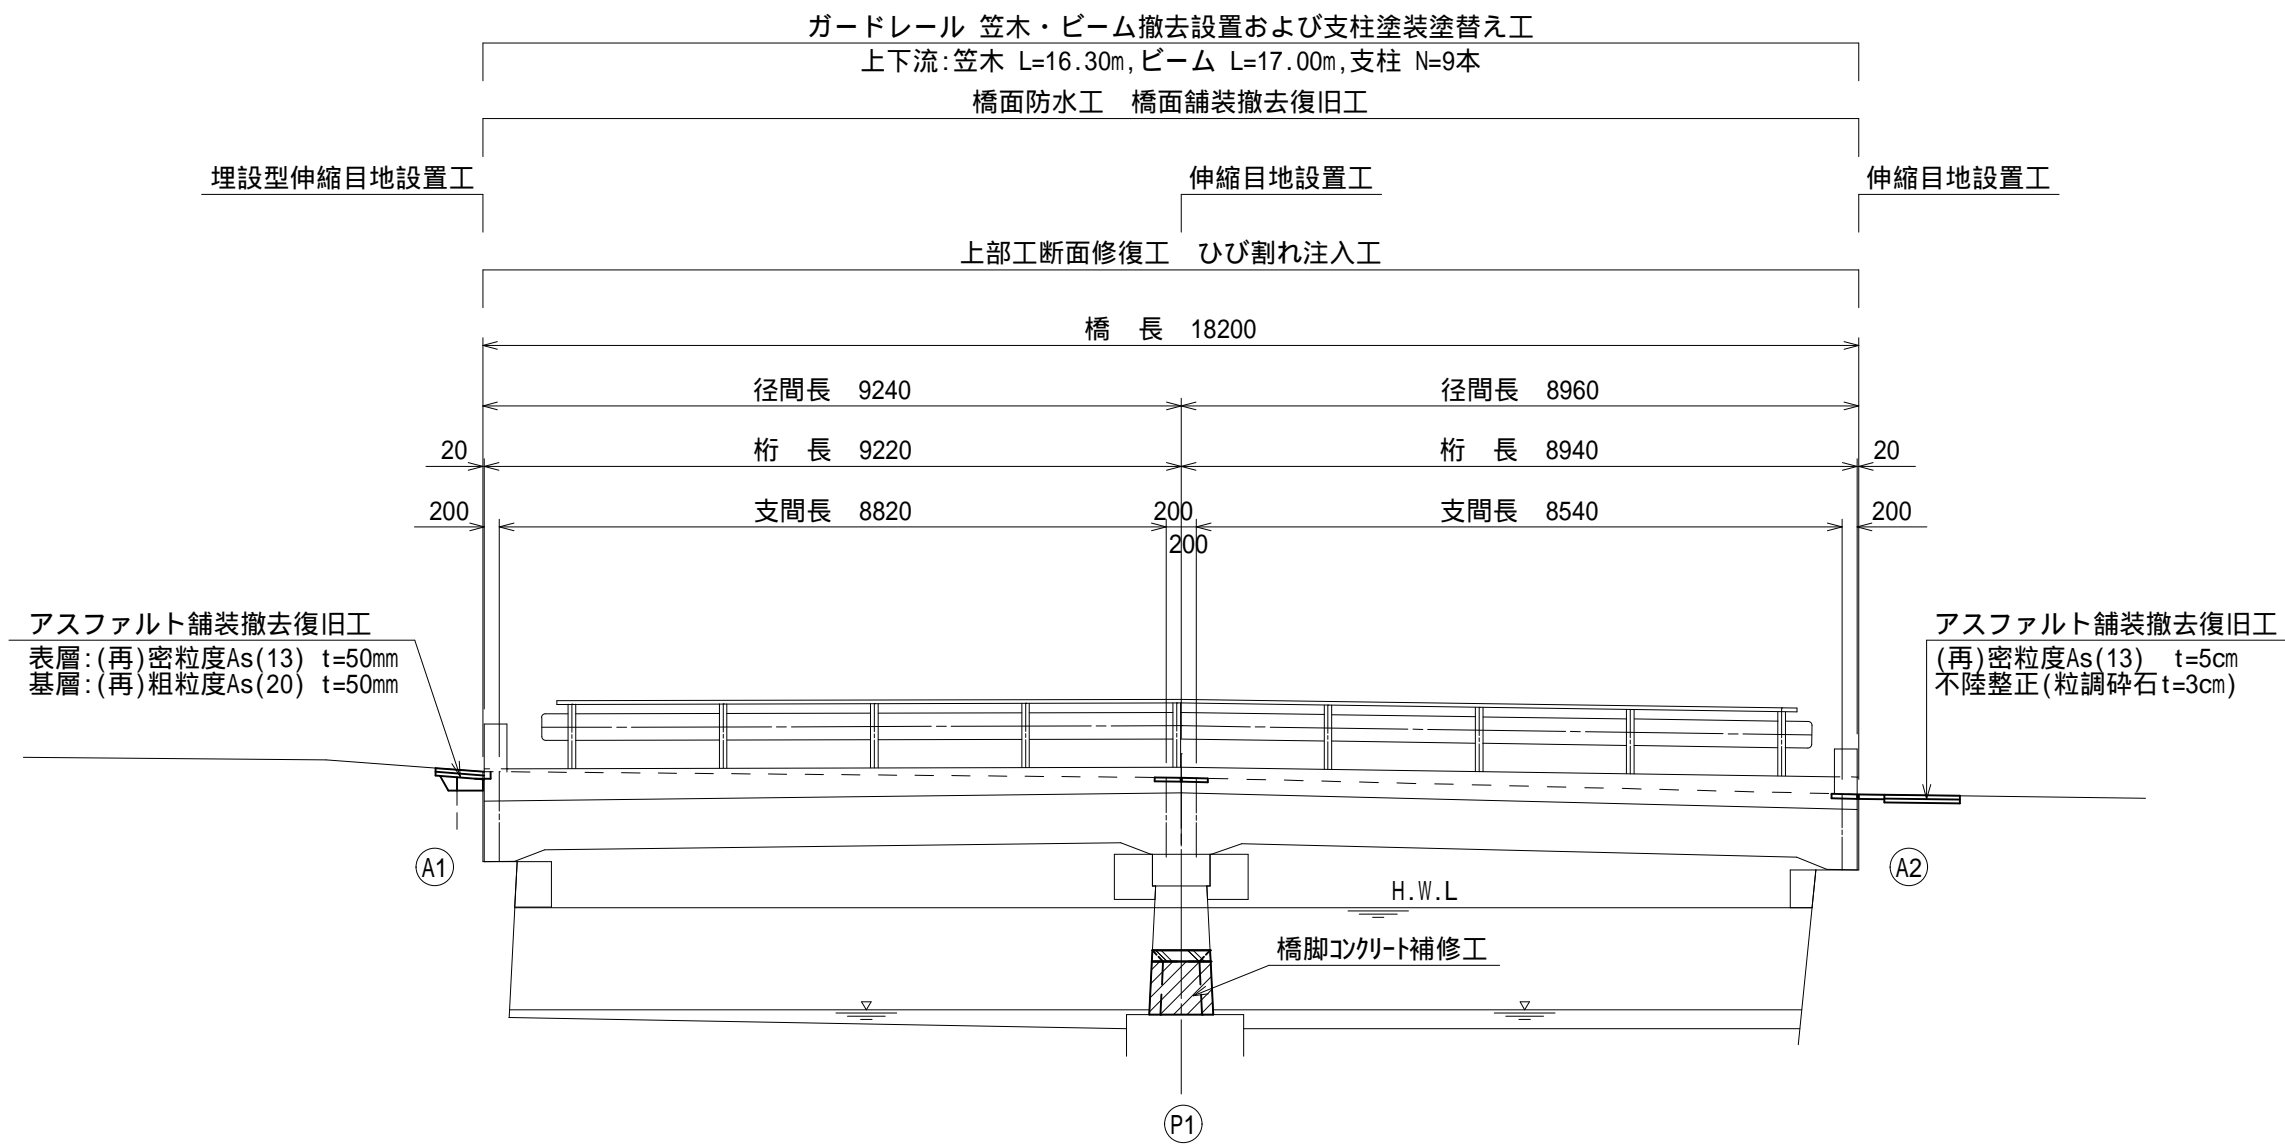 ガードレール 笠木・ビーム撤去設置および支柱塗装塗替え工
上下流:笠木 L=16.30m,ビーム L=17.00m,支柱 N=9本
橋面防水工 橋面舗装撤去復旧工
埋設型伸縮目地設置工
伸縮目地設置工
伸縮目地設置工
上部工断面修復工 ひび割れ注入工
橋 長 18200
径間長 9240
径間長 8960
20
桁 長 9220
桁 長 8940
20
200
支間長 8820
200
200
支間長 8540
200
アスファルト舗装撤去復旧工
表層:(再)密粒度As(13) t=50mm
基層:(再)粗粒度As(20) t=50mm
アスファルト舗装撤去復旧工
(再)密粒度As(13) t=5cm
不陸整正(粒調砕石t=3cm)
A1
A2
H.W.L
橋脚コンクリート補修工
P1